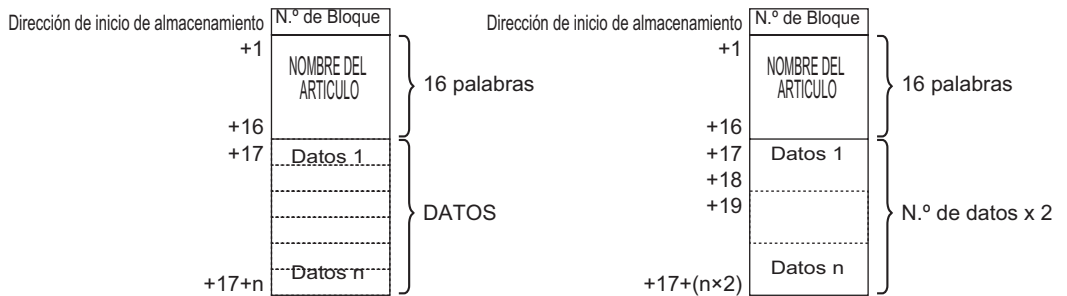 Dirección de inicio de almacenamiento N.º de Bloque
+1
NOMBRE DEL
ARTICULO
16 palabras
+16
+17 Datos 1
DATOS
Datos n
+17+n
Dirección de inicio de almacenamiento N.º de Bloque
+1
NOMBRE DEL
ARTICULO
16 palabras
+16
+17 Datos 1
+18
+19
N.º de datos x 2
Datos n
+17+(n×2)